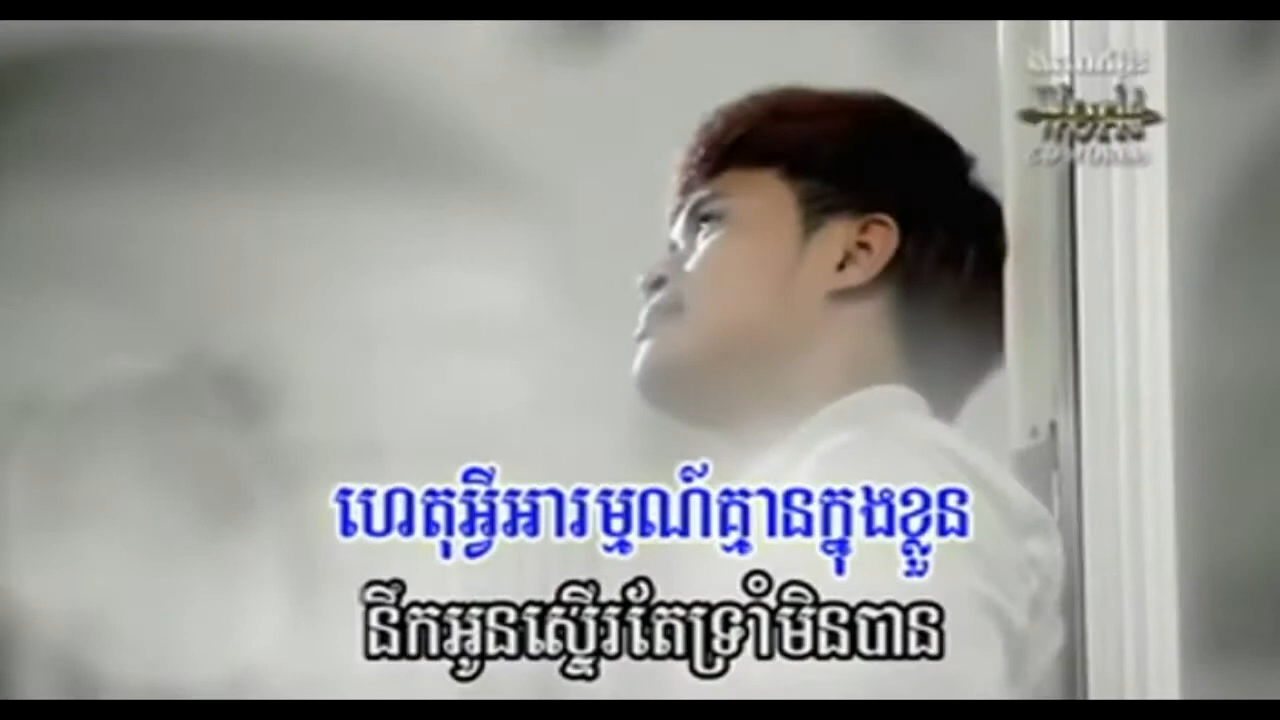 ហេតុអ្វីអារម្មណ៍គ្មានក្នុងខ្លួន
នឹកអូនស្ទើរតែទ្រាំមិនបាន